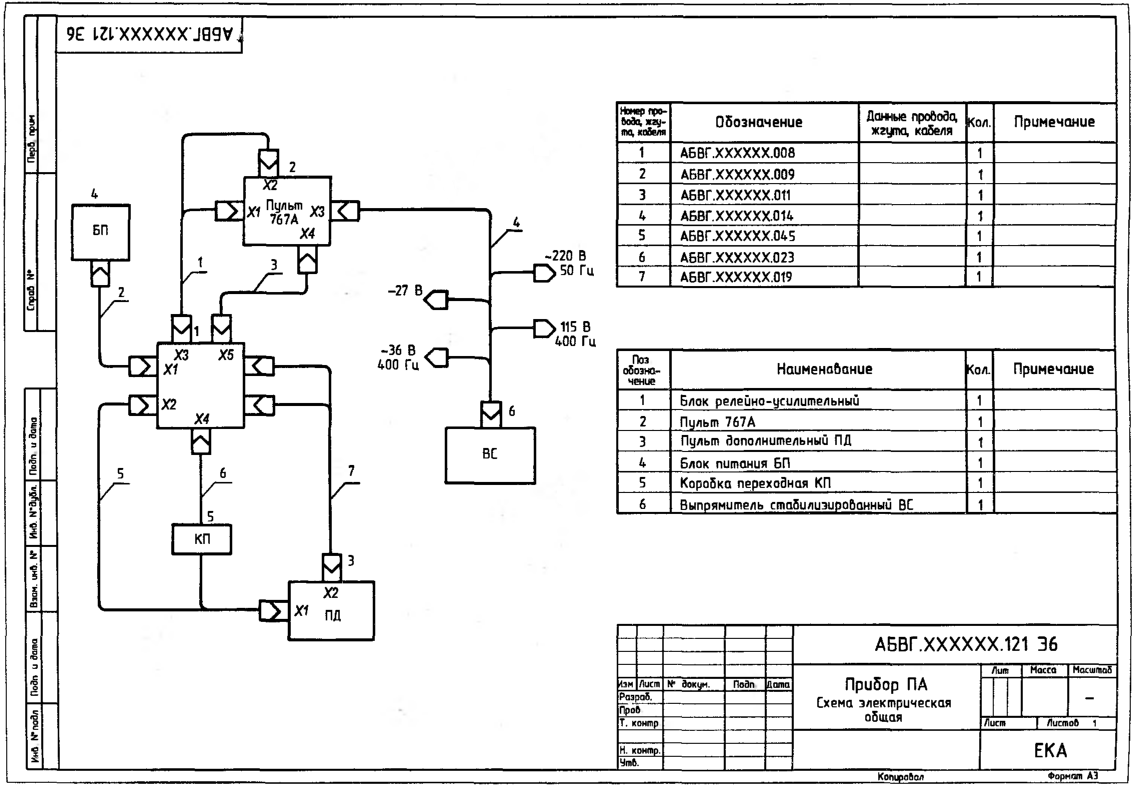 АБВГ.XXXXXX.121 Э6
Перв. прим
Справ №
Подп. и дата
Инв. № дубл.
Взам. инв. №
Подп и дата
Инв. № подл
2
X2
X1 Пульт X3
767А
X4
4
БП
1
3
2
4
~220 В
50 Гц
−27 В
115 В
400 Гц
~36 В
400 Гц
1
X3 X5
X1
X2
X4
6
ВС
5
6
7
5
КП
3
X2
X1 ПД
Номер про-
вода, жгу-
та, кабеля
Обозначение
Данные провода,
жгута, кабеля
Кол.
Примечание
1 АБВГ.XXXXXX.008 1
2 АБВГ.XXXXXX.009 1
3 АБВГ.XXXXXX.011 1
4 АБВГ.XXXXXX.014 1
5 АБВГ.XXXXXX.045 1
6 АБВГ.XXXXXX.023 1
7 АБВГ.XXXXXX.019 1
Поз
обозна-
чение
Наименование
Кол.
Примечание
1 Блок релейно-усилительный 1
2 Пульт 767А 1
3 Пульт дополнительный ПД 1
4 Блок питания БП 1
5 Коробка переходная КП 1
6 Выпрямитель стабилизированный ВС 1
АБВГ.XXXXXX.121 Э6
Изм Лист № докум. Подп. Дата
Разраб.
Пров
Т. контр
Н. контр.
Утв.
Прибор ПА
Схема электрическая
общая
Лит Масса Масштаб
–
Лист Листов 1
ЕКА
Копировал Формат А3